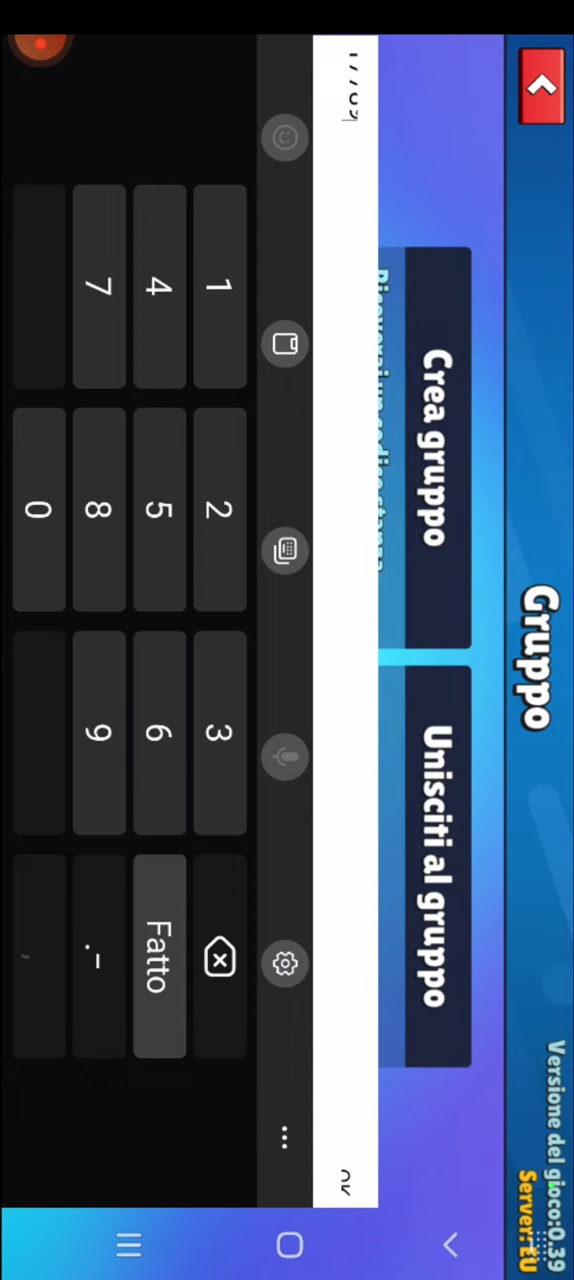 Gruppo
Versione del gioco:0.39
Server: EU
Crea gruppo
Unisciti al gruppo
OK
1 2 3
4 5 6 Fatto
7 8 9 .-
0 ,